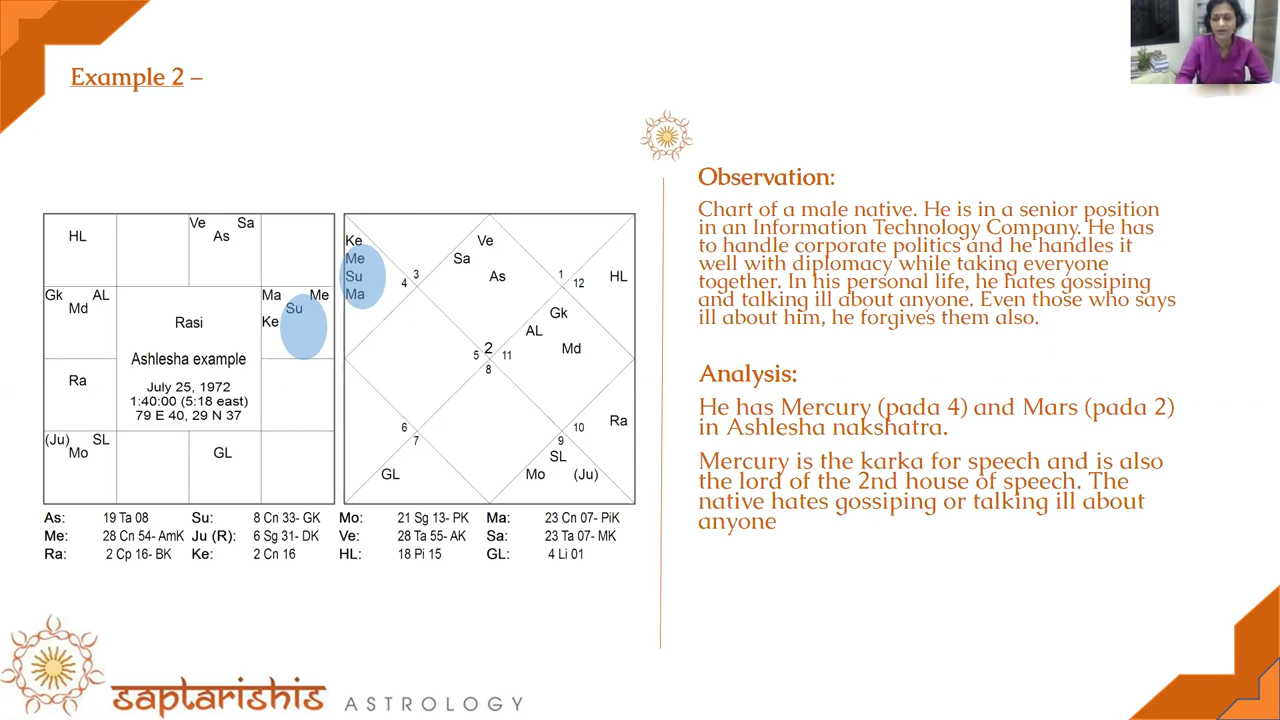 Example 2 –
HL
Ve Sa
As
Gk AL
Md
Rasi
Ma Me
Su
Ke
Ashlesha example
July 25, 1972
1:40:00 (5:18 east)
79 E 40, 29 N 37
Ra
(Ju) SL
Mo
GL
Ke
Me
Su
Ma
Ve
Sa
As
HL
3
4
1
12
Gk
AL
Md
5 2 11
8
6
7
10
9
Ra
GL
SL
Mo (Ju)
As: 19 Ta 08 Su: 8 Cn 33- GK Mo: 21 Sg 13- PK Ma: 23 Cn 07- PiK
Me: 28 Cn 54- AmK Ju (R): 6 Sg 31- DK Ve: 28 Ta 55- AK Sa: 23 Ta 07- MK
Ra: 2 Cp 16- BK Ke: 2 Cn 16 HL: 18 Pi 15 GL: 4 Li 01
Observation:
Chart of a male native. He is in a senior position
in an Information Technology Company. He has
to handle corporate politics and he handles it
well with diplomacy while taking everyone
together. In his personal life, he hates gossiping
and talking ill about anyone. Even those who says
ill about him, he forgives them also.
Analysis:
He has Mercury (pada 4) and Mars (pada 2)
in Ashlesha nakshatra.
Mercury is the karka for speech and is also
the lord of the 2nd house of speech. The
native hates gossiping or talking ill about
anyone
saptarishis ASTROLOGY